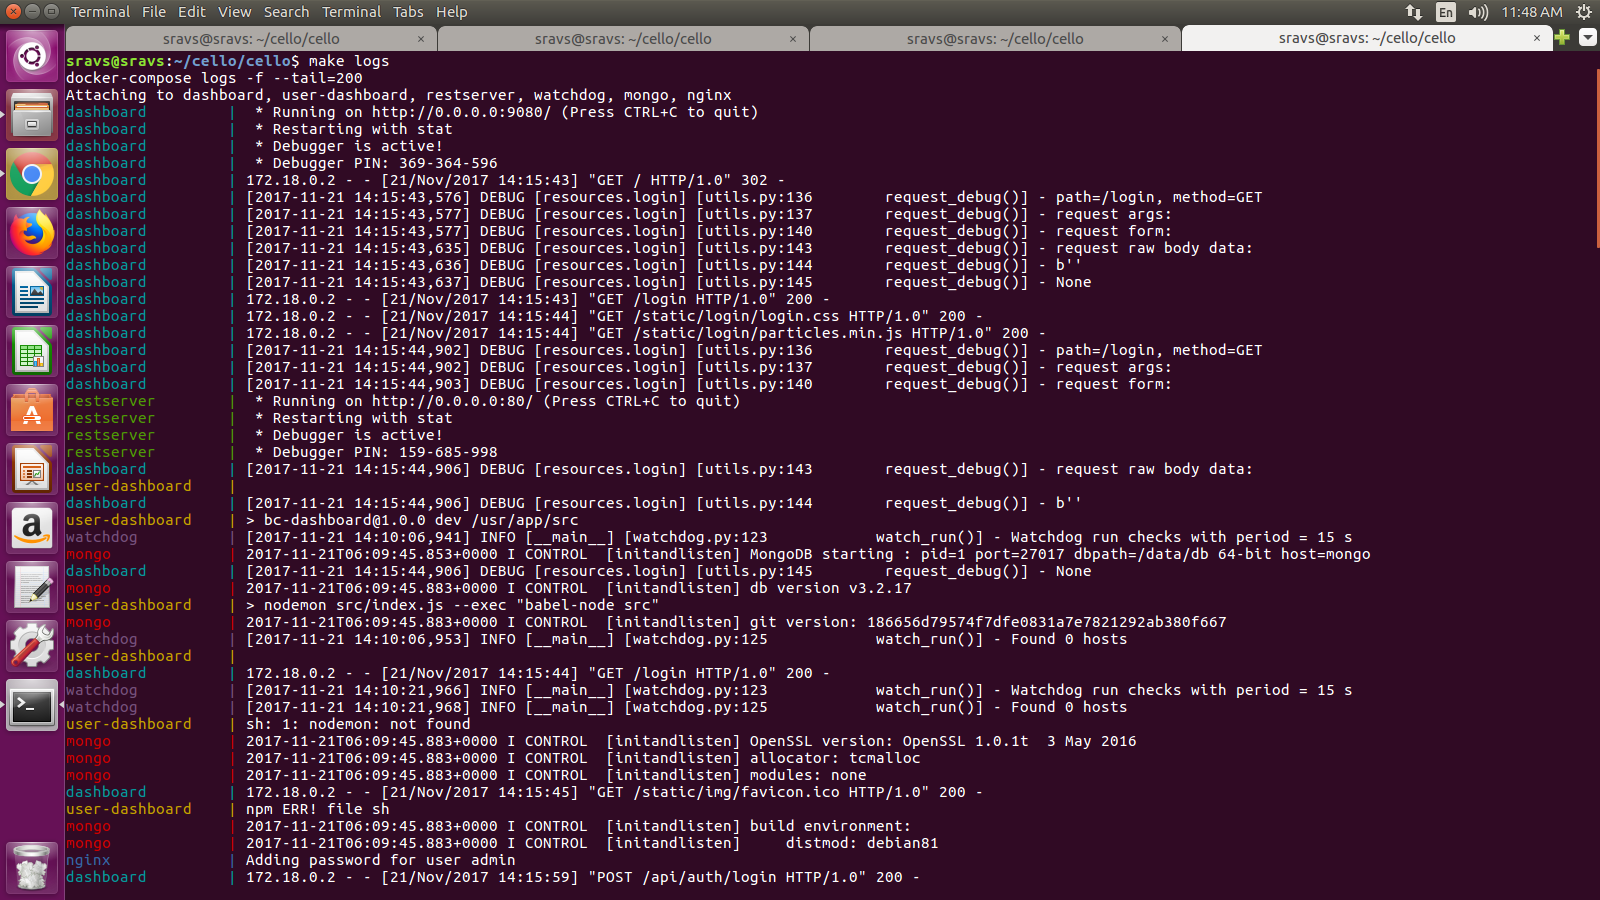 Terminal File Edit View Search Terminal Tabs Help En 11:48 AM
sravs@sravs: ~/cello/cello × sravs@sravs: ~/cello/cello × sravs@sravs: ~/cello/cello × sravs@sravs: ~/cello/cello ×
sravs@sravs:~/cello/cello$ make logs
docker-compose logs -f --tail=200
Attaching to dashboard, user-dashboard, restserver, watchdog, mongo, nginx
dashboard | * Running on http://0.0.0.0:9080/ (Press CTRL+C to quit)
dashboard | * Restarting with stat
dashboard | * Debugger is active!
dashboard | * Debugger PIN: 369-364-596
dashboard | 172.18.0.2 - - [21/Nov/2017 14:15:43] "GET / HTTP/1.0" 302 -
dashboard | [2017-11-21 14:15:43,576] DEBUG [resources.login] [utils.py:136 request_debug()] - path=/login, method=GET
dashboard | [2017-11-21 14:15:43,577] DEBUG [resources.login] [utils.py:137 request_debug()] - request args:
dashboard | [2017-11-21 14:15:43,577] DEBUG [resources.login] [utils.py:140 request_debug()] - request form:
dashboard | [2017-11-21 14:15:43,635] DEBUG [resources.login] [utils.py:143 request_debug()] - request raw body data:
dashboard | [2017-11-21 14:15:43,636] DEBUG [resources.login] [utils.py:144 request_debug()] - b''
dashboard | [2017-11-21 14:15:43,637] DEBUG [resources.login] [utils.py:145 request_debug()] - None
dashboard | 172.18.0.2 - - [21/Nov/2017 14:15:43] "GET /login HTTP/1.0" 200 -
dashboard | 172.18.0.2 - - [21/Nov/2017 14:15:44] "GET /static/login/login.css HTTP/1.0" 200 -
dashboard | 172.18.0.2 - - [21/Nov/2017 14:15:44] "GET /static/login/particles.min.js HTTP/1.0" 200 -
dashboard | [2017-11-21 14:15:44,902] DEBUG [resources.login] [utils.py:136 request_debug()] - path=/login, method=GET
dashboard | [2017-11-21 14:15:44,902] DEBUG [resources.login] [utils.py:137 request_debug()] - request args:
dashboard | [2017-11-21 14:15:44,903] DEBUG [resources.login] [utils.py:140 request_debug()] - request form:
restserver | * Running on http://0.0.0.0:80/ (Press CTRL+C to quit)
restserver | * Restarting with stat
restserver | * Debugger is active!
restserver | * Debugger PIN: 159-685-998
dashboard | [2017-11-21 14:15:44,906] DEBUG [resources.login] [utils.py:143 request_debug()] - request raw body data:
user-dashboard |
dashboard | [2017-11-21 14:15:44,906] DEBUG [resources.login] [utils.py:144 request_debug()] - b''
user-dashboard | > bc-dashboard@1.0.0 dev /usr/app/src
watchdog | [2017-11-21 14:10:06,941] INFO [__main__] [watchdog.py:123 watch_run()] - Watchdog run checks with period = 15 s
mongo | 2017-11-21T06:09:45.853+0000 I CONTROL [initandlisten] MongoDB starting : pid=1 port=27017 dbpath=/data/db 64-bit host=mongo
dashboard | [2017-11-21 14:15:44,906] DEBUG [resources.login] [utils.py:145 request_debug()] - None
mongo | 2017-11-21T06:09:45.883+0000 I CONTROL [initandlisten] db version v3.2.17
user-dashboard | > nodemon src/index.js --exec "babel-node src"
mongo | 2017-11-21T06:09:45.883+0000 I CONTROL [initandlisten] git version: 186656d79574f7dfe0831a7e7821292ab380f667
watchdog | [2017-11-21 14:10:06,953] INFO [__main__] [watchdog.py:125 watch_run()] - Found 0 hosts
user-dashboard |
dashboard | 172.18.0.2 - - [21/Nov/2017 14:15:44] "GET /login HTTP/1.0" 200 -
watchdog | [2017-11-21 14:10:21,966] INFO [__main__] [watchdog.py:123 watch_run()] - Watchdog run checks with period = 15 s
watchdog | [2017-11-21 14:10:21,968] INFO [__main__] [watchdog.py:125 watch_run()] - Found 0 hosts
user-dashboard | sh: 1: nodemon: not found
mongo | 2017-11-21T06:09:45.883+0000 I CONTROL [initandlisten] OpenSSL version: OpenSSL 1.0.1t 3 May 2016
mongo | 2017-11-21T06:09:45.883+0000 I CONTROL [initandlisten] allocator: tcmalloc
mongo | 2017-11-21T06:09:45.883+0000 I CONTROL [initandlisten] modules: none
dashboard | 172.18.0.2 - - [21/Nov/2017 14:15:45] "GET /static/img/favicon.ico HTTP/1.0" 200 -
user-dashboard | npm ERR! file sh
mongo | 2017-11-21T06:09:45.883+0000 I CONTROL [initandlisten] build environment:
mongo | 2017-11-21T06:09:45.883+0000 I CONTROL [initandlisten] distmod: debian81
nginx | Adding password for user admin
dashboard | 172.18.0.2 - - [21/Nov/2017 14:15:59] "POST /api/auth/login HTTP/1.0" 200 -